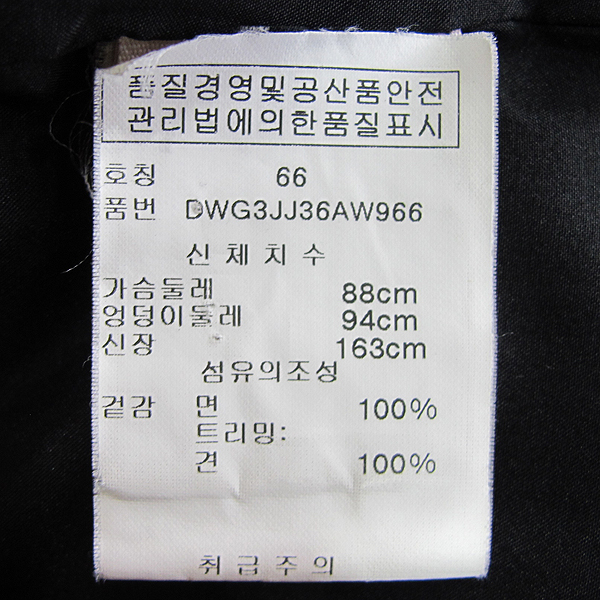 품질경영및공산품안전
관리법에의한품질표시
호칭 66
품번 DWG3JJ36AW966
신체치수
가슴둘레 88cm
엉덩이둘레 94cm
신장 163cm
섬유의조성
겉감 면 100%
트리밍:
견 100%
취급주의